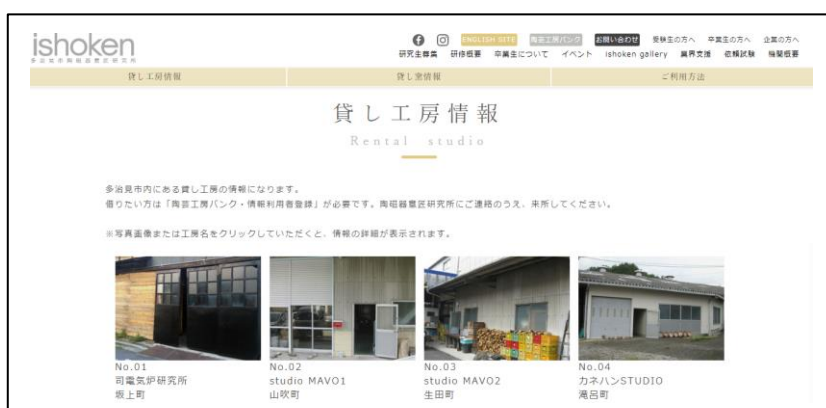 ishoken
多治見市陶磁器意匠研究所
ENGLISH SITE 陶芸工房バンク お問い合わせ 受験生の方へ 卒業生の方へ 企業の方へ
研究生募集 研修概要 卒業生について イベント ishoken gallery 業界支援 依頼試験 機関概要
貸し工房情報 貸し室情報 ご利用方法
貸し工房情報
Rental studio
多治見市内にある貸し工房の情報になります。
借りたい方は「陶芸工房バンク・情報利用者登録」が必要です。陶磁器意匠研究所にご連絡のうえ、来所してください。
※写真画像または工房名をクリックしていただくと、情報の詳細が表示されます。
No.01
司電気炉研究所
坂上町
No.02
studio MAVO1
山吹町
No.03
studio MAVO2
生田町
No.04
カネハンSTUDIO
滝呂町